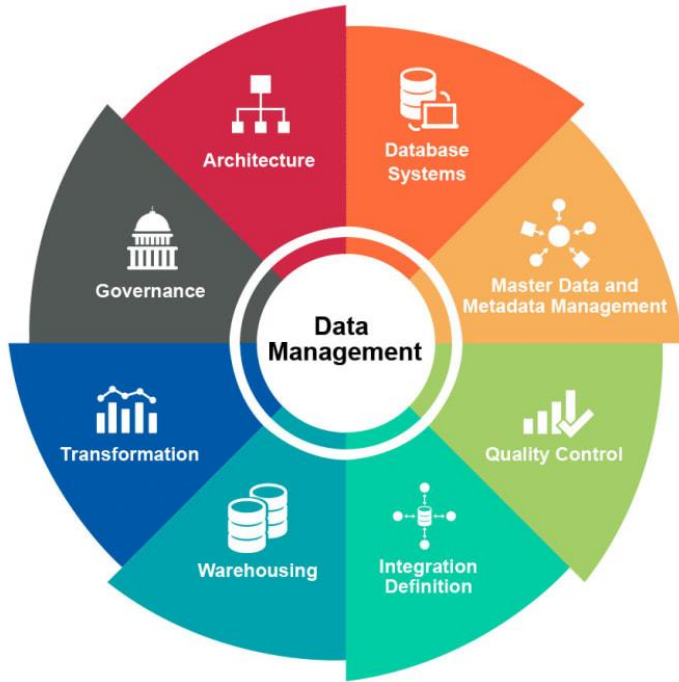 Data
Management
Database
Systems
Master Data and
Metadata Management
Quality Control
Integration
Definition
Warehousing
Transformation
Governance
Architecture